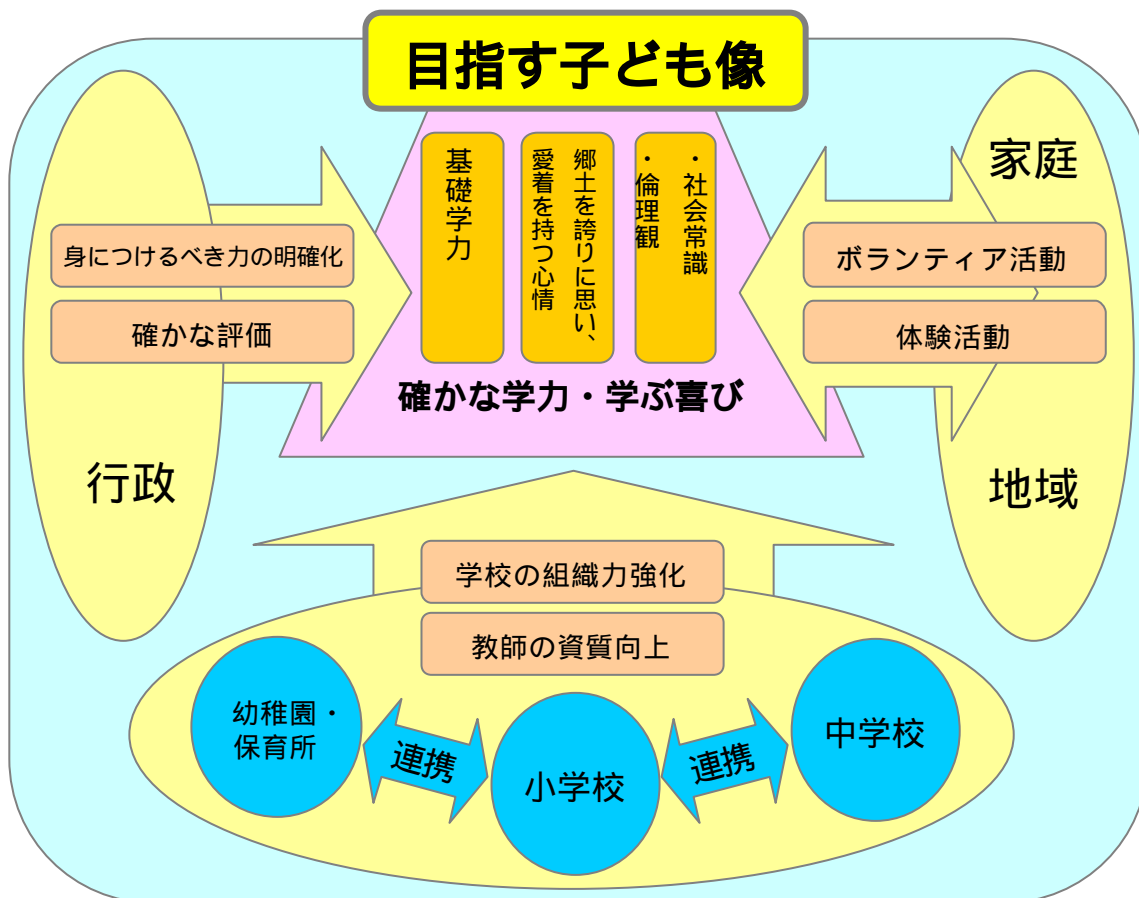 目指す子ども像
基礎学力
郷土を誇りに思い、
愛着を持つ心情
・社会常識
・倫理観
確かな学力・学ぶ喜び
身につけるべき力の明確化
確かな評価
行政
家庭
ボランティア活動
体験活動
地域
学校の組織力強化
教師の資質向上
幼稚園・
保育所
連携
小学校
連携
中学校